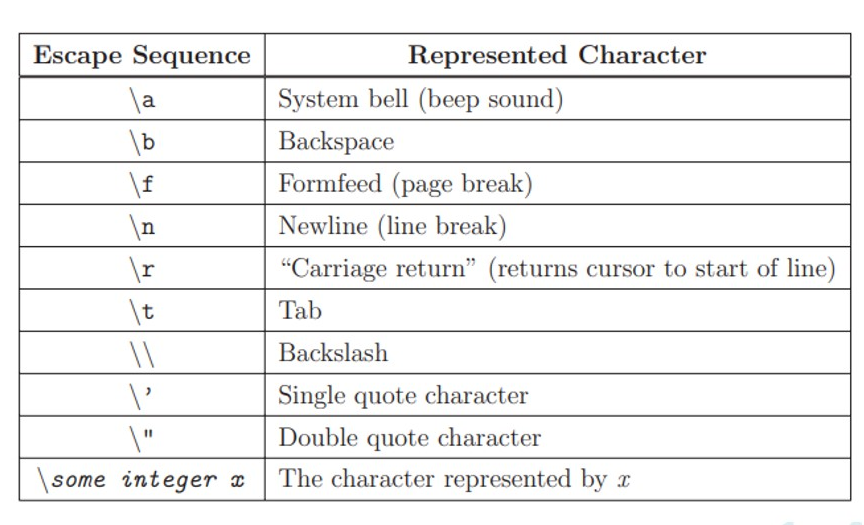 Escape Sequence Represented Character
\a System bell (beep sound)
\b Backspace
\f Formfeed (page break)
\n Newline (line break)
\r “Carriage return” (returns cursor to start of line)
\t Tab
\\ Backslash
\’ Single quote character
\" Double quote character
\some integer x The character represented by x